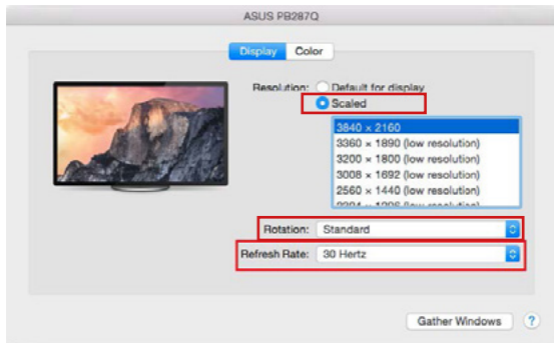 ASUS PB287Q
Display Color
Resolution: Default for display
Scaled
3840 × 2160
3360 × 1890 (low resolution)
3200 × 1800 (low resolution)
3008 × 1692 (low resolution)
2560 × 1440 (low resolution)
Rotation: Standard
Refresh Rate: 30 Hertz
Gather Windows ?